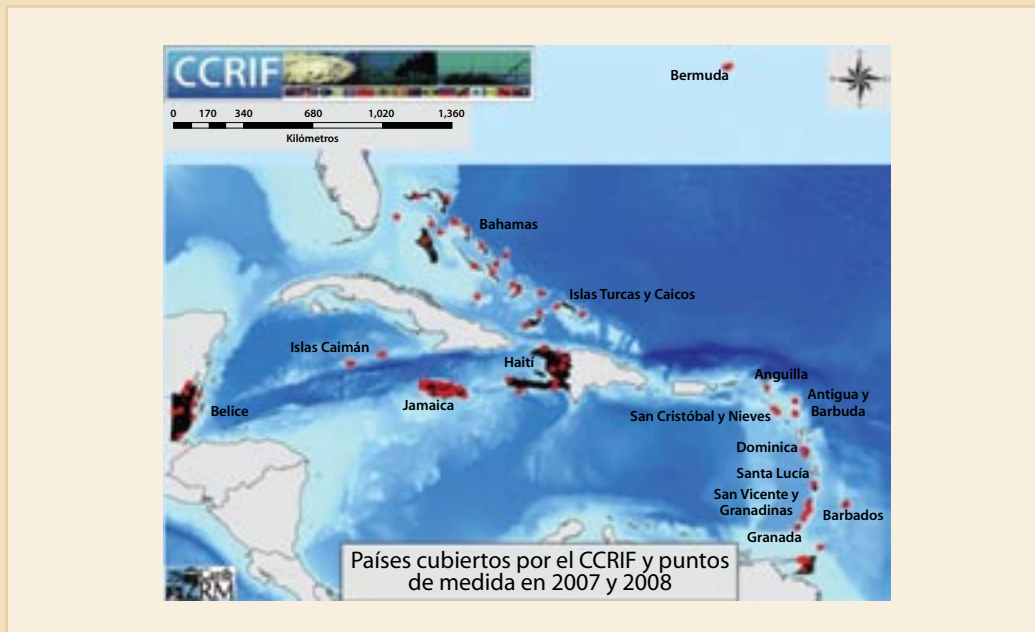 CCRIF
Bermuda
0 170 340 680 1,020 1,360
Kilómetros
Bahamas
Islas Turcas y Caicos
Islas Caimán
Haití
Anguilla
Jamaica
Belice
Antigua y
Barbuda
San Cristóbal y Nieves
Dominica
Santa Lucía
San Vicente y
Granadinas
Barbados
Granada
Países cubiertos por el CCRIF y puntos
de medida en 2007 y 2008